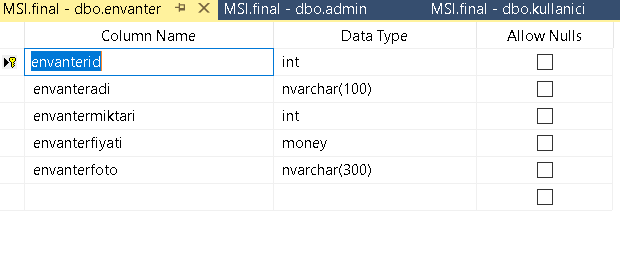 MSI.final - dbo.envanter MSI.final - dbo.admin MSI.final - dbo.kullanici
Column Name Data Type Allow Nulls
envanterid int
envanteradi nvarchar(100)
envantermiktari int
envanterfiyati money
envanterfoto nvarchar(300)